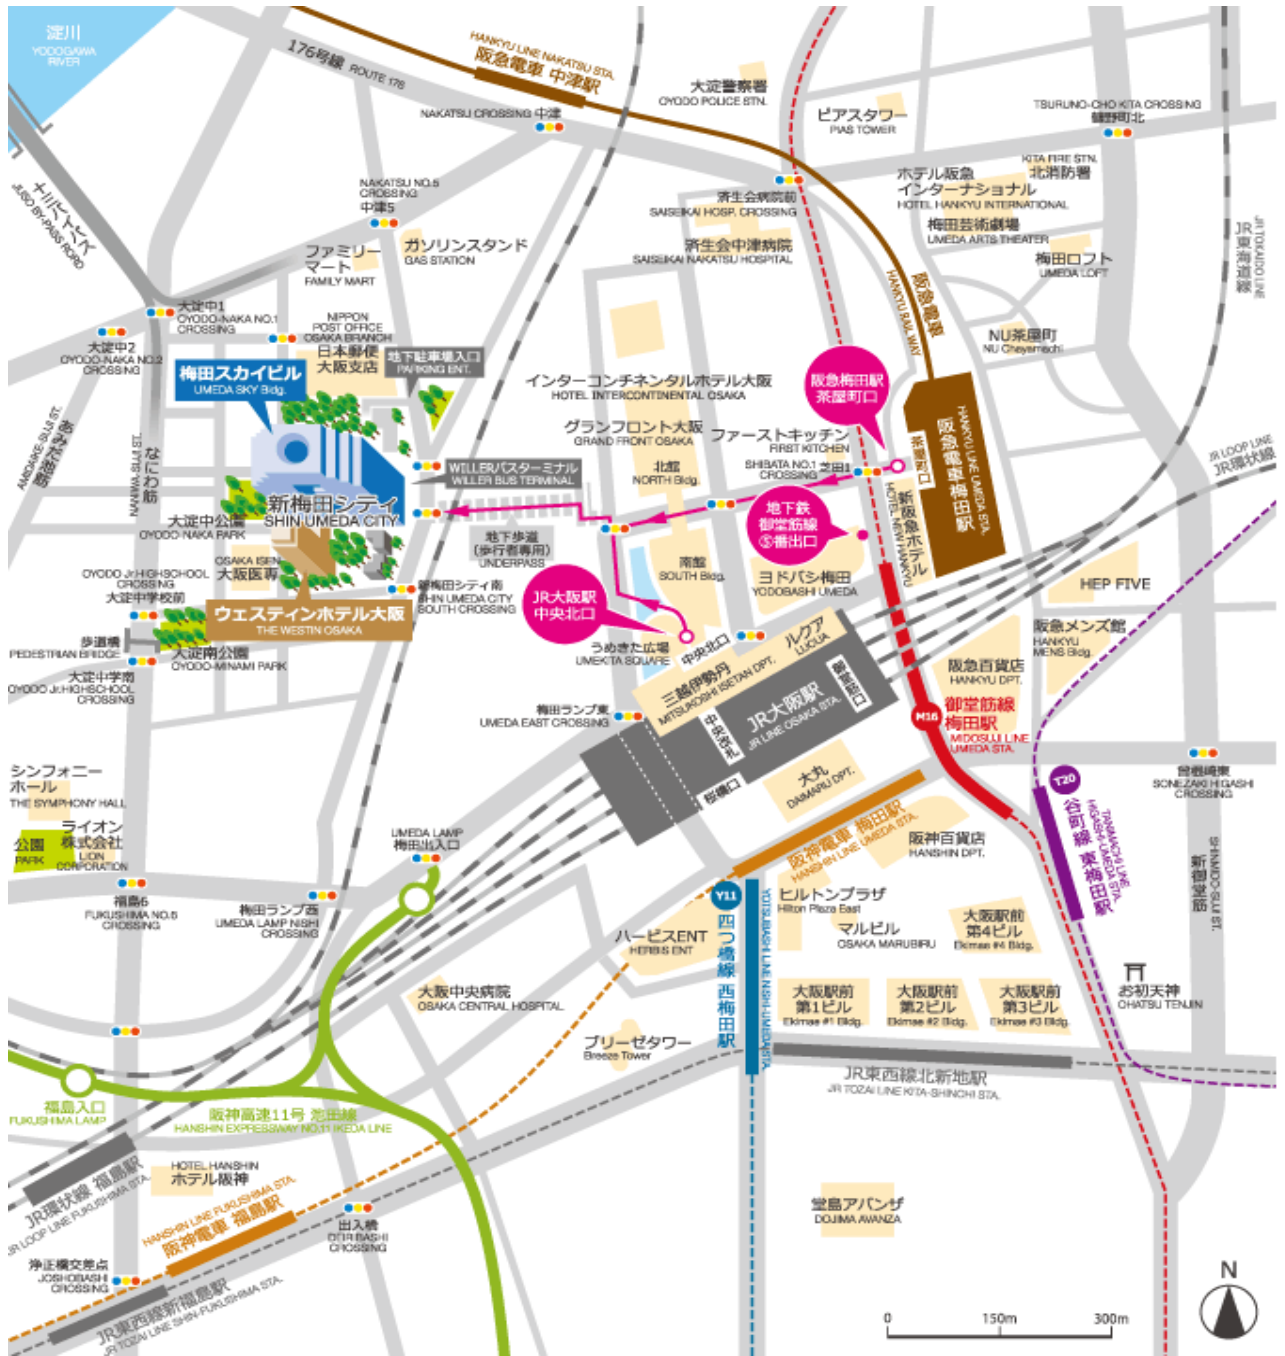 淀川
YODOGAWA
RIVER
176号線 ROUTE 176
HANKYU LINE NAKATSU STA.
阪急電車 中津駅
NAKATSU CROSSING 中津
大淀警察署
OYODO POLICE STN.
ピアスタワー
PIAS TOWER
TSURUNO-CHO KITA CROSSING
鶴野町北
KITA FIRE STN.
北消防署
ホテル阪急
インターナショナル
HOTEL HANKYU INTERNATIONAL
梅田芸術劇場
UMEDA ARTS THEATER
梅田ロフト
UMEDA LOFT
JR東海道線
JR TOKAIDO LINE
十三バイパス
JUSO BY-PASS ROAD
NAKATSU NO.5
CROSSING
中津5
ファミリー
マート
FAMILY MART
ガソリンスタンド
GAS STATION
済生会病院前
SAISEIKAI HOSP. CROSSING
済生会中津病院
SAISEIKAI NAKATSU HOSPITAL
阪急電車
HANKYU RAIL WAY
NU茶屋町
NU Chayamachi
大淀中1
OYODO-NAKA NO.1
CROSSING
大淀中2
OYODO-NAKA NO.2
CROSSING
NIPPON
POST OFFICE
OSAKA BRANCH
日本郵便
大阪支店
地下駐車場入口
PARKING ENT.
梅田スカイビル
UMEDA SKY Bldg.
あみだ池筋
AMIDAIKE-SUJI ST.
なにわ筋
NANIWA-SUJI ST.
インターコンチネンタルホテル大阪
HOTEL INTERCONTINENTAL OSAKA
グランフロント大阪
GRAND FRONT OSAKA
北館
NORTH Bldg.
ファーストキッチン
FIRST KITCHEN
SHIBATA NO.1
CROSSING
芝田1
阪急梅田駅
茶屋町口
茶屋町口
HANKYU LINE UMEDA STA.
阪急電車梅田駅
JR LOOP LINE
JR環状線
WILLERバスターミナル
WILLER BUS TERMINAL
新梅田シティ
SHIN UMEDA CITY
大淀中公園
OYODO-NAKA PARK
地下歩道
(歩行者専用)
UNDERPASS
地下鉄
御堂筋線
⑤番出口
新阪急ホテル
HOTEL NEW HANKYU
OSAKA ISEN
大阪医専
OYODO Jr.HIGHSCHOOL
CROSSING
大淀中学校前
新梅田シティ南
SHIN UMEDA CITY
SOUTH CROSSING
南館
SOUTH Bldg.
ヨドバシ梅田
YODOBASHI UMEDA
HEP FIVE
JR大阪駅
中央北口
ウェスティンホテル大阪
THE WESTIN OSAKA
歩道橋
PEDESTRIAN BRIDGE
大淀南公園
OYODO-MINAMI PARK
大淀中学南
OYODO Jr.HIGHSCHOOL
CROSSING
うめきた広場
UMEKITA SQUARE
中央北口
ルクア
LUCUA
三越伊勢丹
MITSUKOSHI ISETAN DPT.
御堂筋口
阪急メンズ館
HANKYU
MENS Bldg.
阪急百貨店
HANKYU DPT.
梅田ランプ東
UMEDA EAST CROSSING
JR大阪駅
JR LINE OSAKA STA.
中央改札
桜橋口
M16
御堂筋線
梅田駅
MIDOSUJI LINE
UMEDA STA.
曾根崎東
SONEZAKI HIGASHI
CROSSING
シンフォニー
ホール
THE SYMPHONY HALL
大丸
DAIMARU DPT.
T20
谷町線 東梅田駅
TANIMACHI LINE
HIGASHI-UMEDA STA.
公園
PARK
ライオン
株式会社
LION
CORPORATION
UMEDA LAMP
梅田出入口
阪神電車 梅田駅
HANSHIN LINE UMEDA STA.
阪神百貨店
HANSHIN DPT.
新御堂筋
SHINMIDO-SUJI ST.
福島6
FUKUSHIMA NO.6
CROSSING
梅田ランプ西
UMEDA LAMP NISHI
CROSSING
Y11
四つ橋線 西梅田駅
YOTSUBASHI LINE NISHI-UMEDA STA.
ヒルトンプラザ
Hilton Plaza East
マルビル
OSAKA MARUBIRU
大阪駅前
第4ビル
Ekimae #4 Bldg.
ハービスENT
HERBIS ENT
大阪中央病院
OSAKA CENTRAL HOSPITAL
大阪駅前
第1ビル
Ekimae #1 Bldg.
大阪駅前
第2ビル
Ekimae #2 Bldg.
大阪駅前
第3ビル
Ekimae #3 Bldg.
お初天神
OHATSU TENJIN
ブリーゼタワー
Breeze Tower
JR東西線北新地駅
JR TOZAI LINE KITA-SHINCHI STA.
福島入口
FUKUSHIMA LAMP
阪神高速11号 池田線
HANSHIN EXPRESSWAY NO.11 IKEDA LINE
JR環状線 福島駅
JR LOOP LINE FUKUSHIMA STA.
HOTEL HANSHIN
ホテル阪神
HANSHIN LINE FUKUSHIMA STA.
阪神電車 福島駅
出入橋
DEIRIBASHI
CROSSING
堂島アバンザ
DOJIMA AVANZA
浄正橋交差点
JOSHOBASHI
CROSSING
JR東西線新福島駅
JR TOZAI LINE SHIN-FUKUSHIMA STA.
N
0 150m 300m